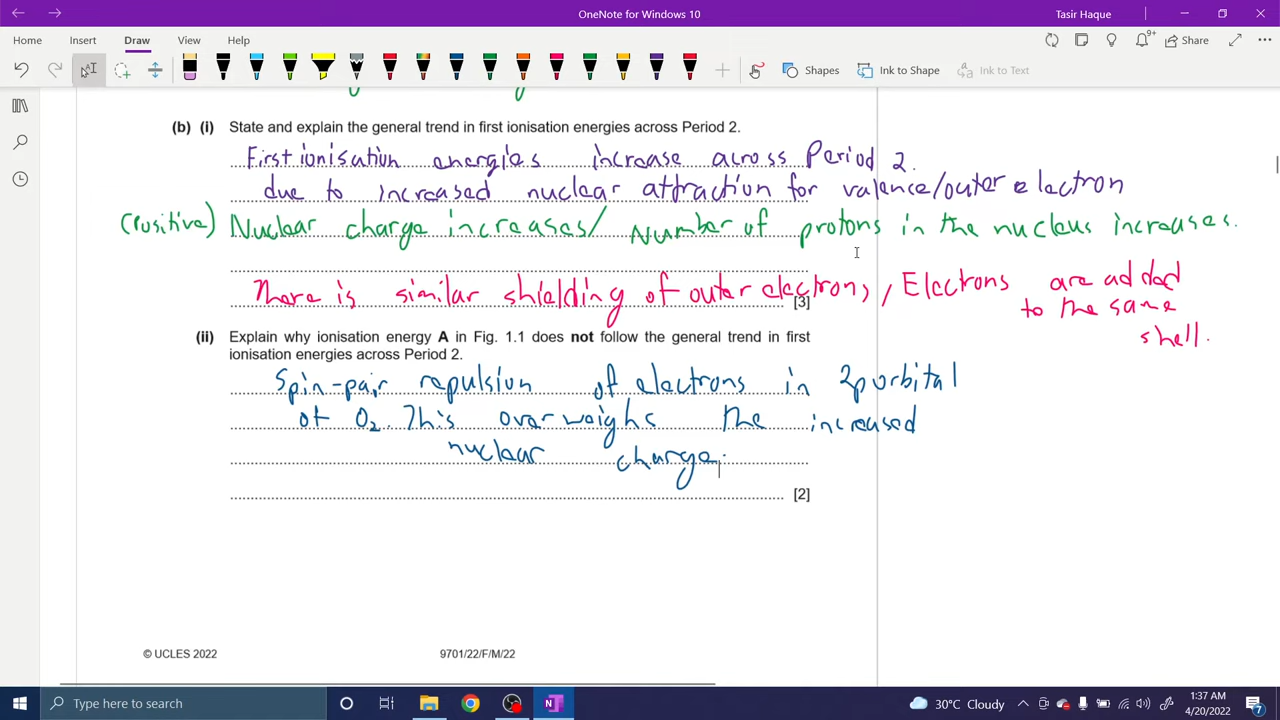 OneNote for Windows 10
Tasir Haque
Home Insert Draw View Help
Share
Shapes
Ink to Shape
Ink to Text
(b) (i) State and explain the general trend in first ionisation energies across Period 2.
First ionisation energies increase across Period 2.
due to increased nuclear attraction for valence/outer electron
(Positive) Nuclear charge increases/ Number of protons in the nucleus increases.
There is similar shielding of outer electron, / Electrons are added
to the same
shell.
[3]
(ii) Explain why ionisation energy A in Fig. 1.1 does not follow the general trend in first
ionisation energies across Period 2.
Spin-pair repulsion of electrons in 2p orbital
of O2. This overweighs the increased
nuclear charge.
[2]
© UCLES 2022
9701/22/F/M/22
Type here to search
30°C Cloudy
1:37 AM
4/20/2022
7